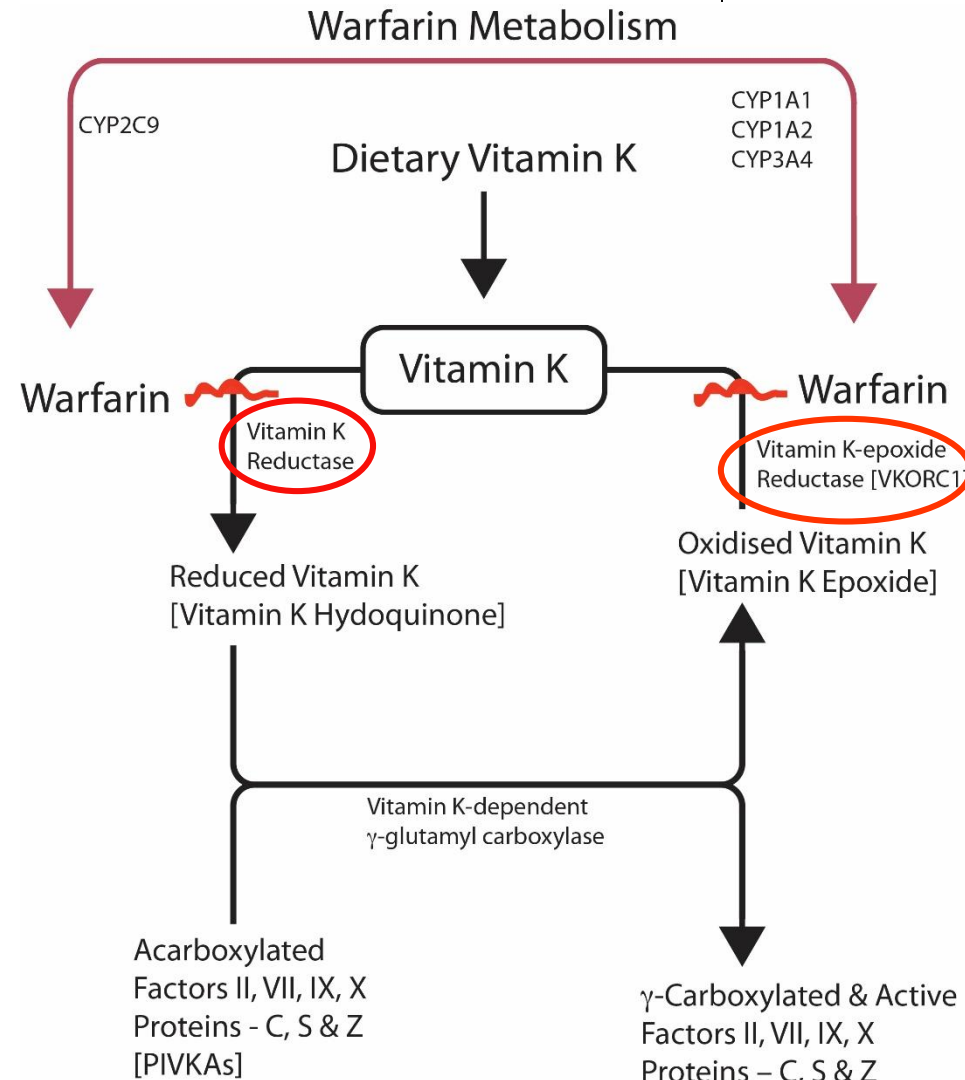 Warfarin Metabolism
CYP2C9
CYP1A1
CYP1A2
CYP3A4
Dietary Vitamin K
Vitamin K
Warfarin
Warfarin
Vitamin K
Reductase
Vitamin K-epoxide
Reductase [VKORC1]
Reduced Vitamin K
[Vitamin K Hydoquinone]
Oxidised Vitamin K
[Vitamin K Epoxide]
Vitamin K-dependent
γ-glutamyl carboxylase
Acarboxylated
Factors II, VII, IX, X
Proteins - C, S & Z
[PIVKAs]
γ-Carboxylated & Active
Factors II, VII, IX, X
Proteins – C, S & Z